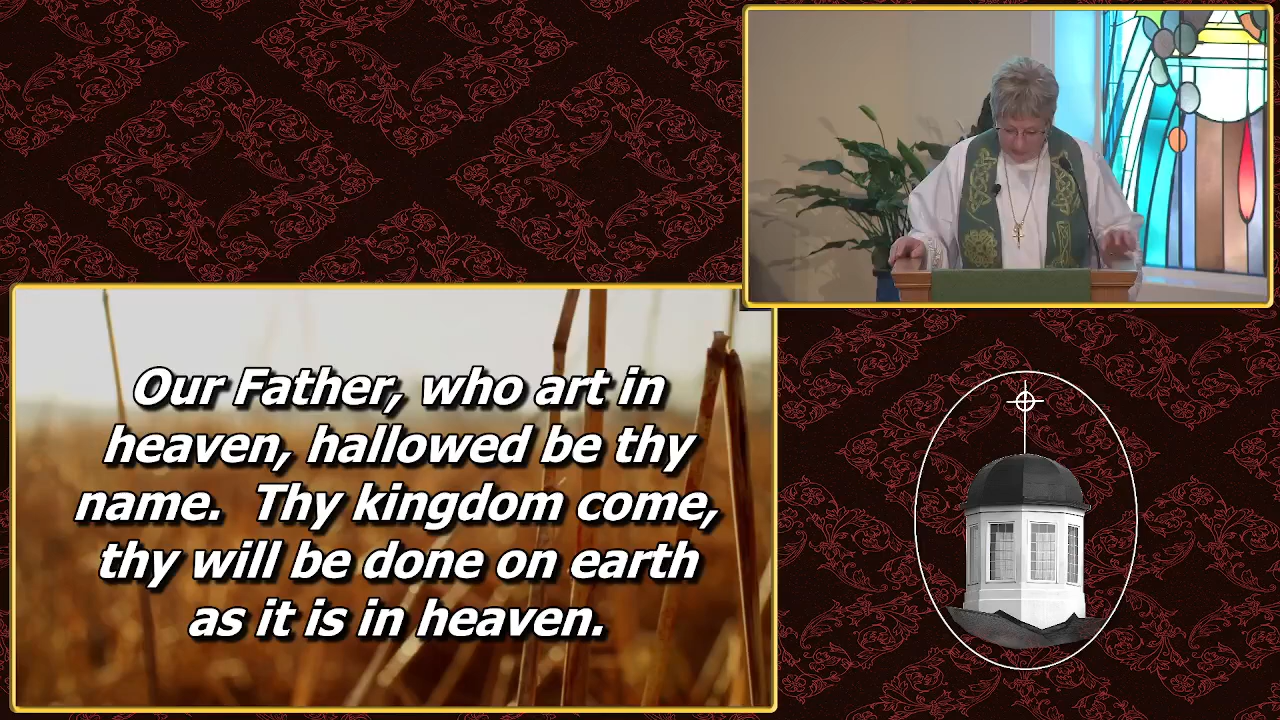 Our Father, who art in
heaven, hallowed be thy
name.  Thy kingdom come,
thy will be done on earth
as it is in heaven.